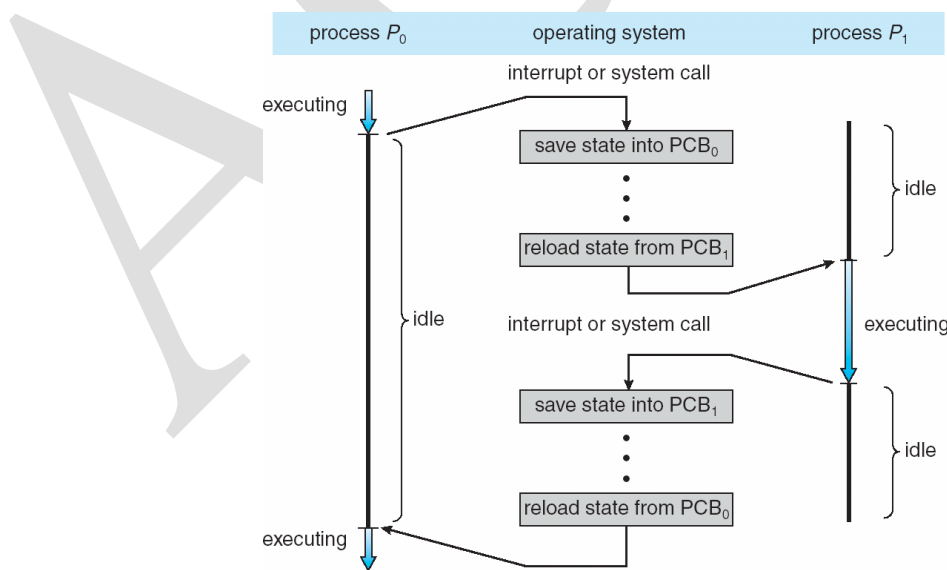 process P₀ operating system process P₁
interrupt or system call
executing
save state into PCB₀
idle
reload state from PCB₁
idle
interrupt or system call
executing
save state into PCB₁
idle
reload state from PCB₀
executing